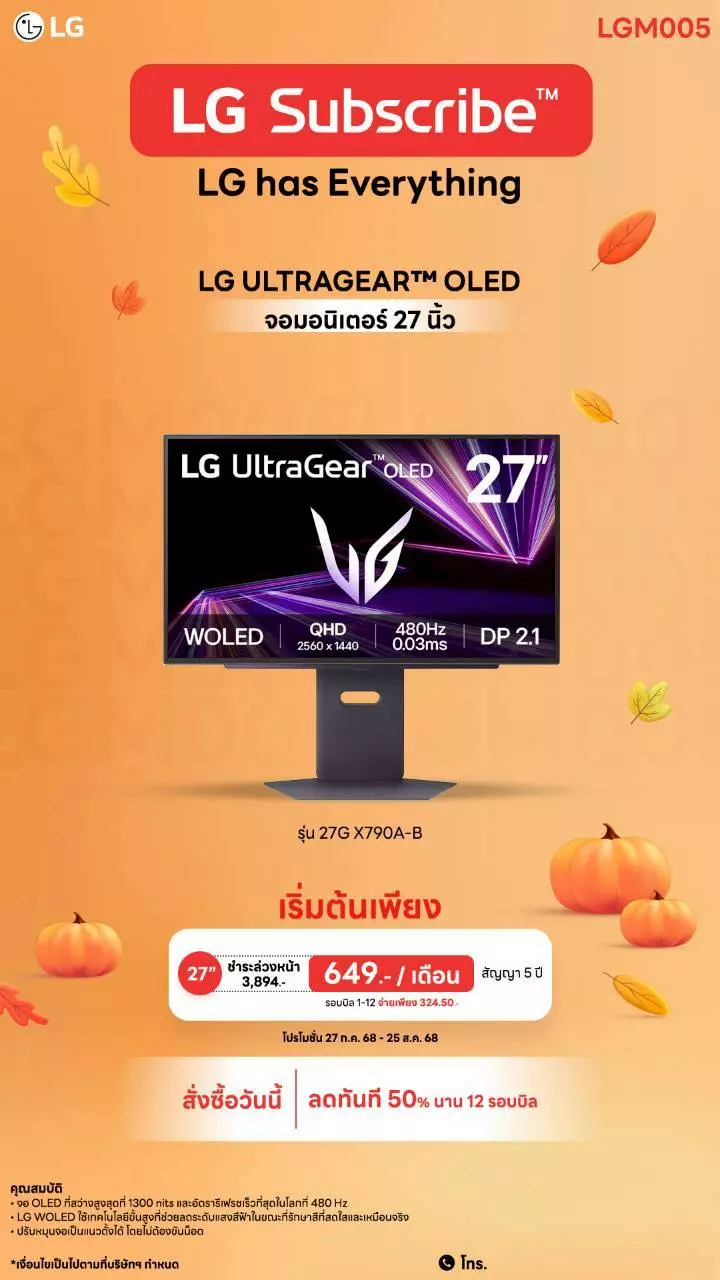 LG
LGM005
LG Subscribe™
LG has Everything
LG ULTRAGEAR™ OLED
จอมอนิเตอร์ 27 นิ้ว
LG UltraGear™ OLED 27”
WOLED
QHD
2560 x 1440
480Hz
0.03ms
DP 2.1
รุ่น 27G X790A-B
เริ่มต้นเพียง
27” ชำระล่วงหน้า
3,894.-
649.- / เดือน
สัญญา 5 ปี
รอบบิล 1-12 จ่ายเพียง 324.50.-
โปรโมชั่น 27 ก.ค. 68 - 25 ส.ค. 68
สั่งซื้อวันนี้
ลดทันที 50% นาน 12 รอบบิล
คุณสมบัติ
• จอ OLED ที่สว่างสูงสุดที่ 1300 nits และอัตรารีเฟรชเร็วที่สุดในโลกที่ 480 Hz
• LG WOLED ใช้เทคโนโลยีขั้นสูงที่ช่วยลดระดับแสงสีฟ้าในขณะที่รักษาสีที่สดใสและเหมือนจริง
• ปรับหมุนจอเป็นแนวตั้งได้ โดยไม่ต้องขันน็อต
*เงื่อนไขเป็นไปตามที่บริษัทฯ กำหนด
โทร.